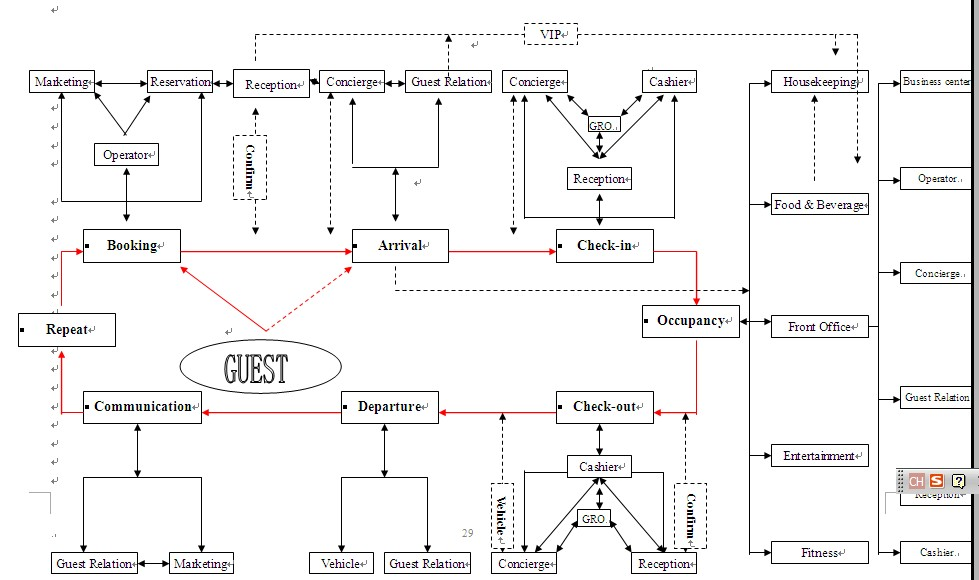 VIP
Marketing
Reservation
Reception
Concierge
Guest Relation
Concierge
Cashier
Housekeeping
Business center
GRO.
Confirm
Operator
Reception
Operator.
Food & Beverage
Booking
Arrival
Check-in
Concierge.
Repeat
Occupancy
Front Office
GUEST
Communication
Departure
Check-out
Guest Relation
Cashier
Entertainment
CH
Reception
Vehicle
GRO.
Confirm
29
Guest Relation
Marketing
Vehicle
Guest Relation
Concierge
Reception
Fitness
Cashier.